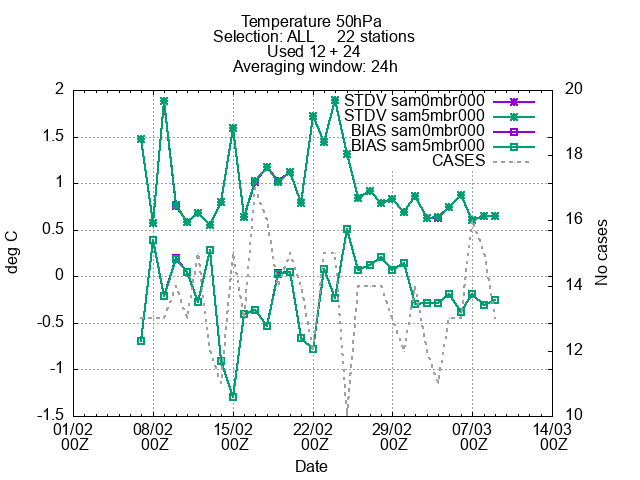 Temperature 50hPa
Selection: ALL 22 stations
Used 12 + 24
Averaging window: 24h
STDV sam0mbr000
STDV sam5mbr000
BIAS sam0mbr000
BIAS sam5mbr000
CASES
2
1.5
1
0.5
0
-0.5
-1
-1.5
deg C
20
18
16
14
12
10
No cases
01/02 08/02 15/02 22/02 29/02 07/03 14/03
00Z 00Z 00Z 00Z 00Z 00Z 00Z
Date